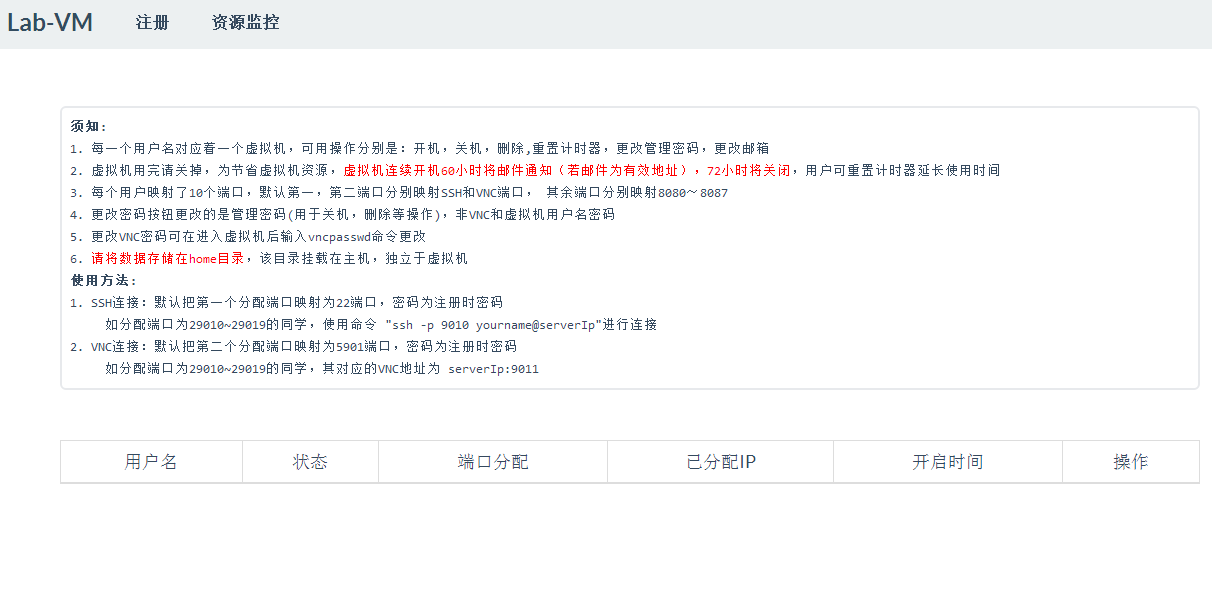 Lab-VM 注册 资源监控
须知:
1. 每一个用户名对应着一个虚拟机，可用操作分别是: 开机，关机，删除,重置计时器，更改管理密码，更改邮箱
2. 虚拟机用完请关掉，为节省虚拟机资源，虚拟机连续开机60小时将邮件通知（若邮件为有效地址），72小时将关闭，用户可重置计时器延长使用时间
3. 每个用户映射了10个端口，默认第一，第二端口分别映射SSH和VNC端口， 其余端口分别映射8080～8087
4. 更改密码按钮更改的是管理密码(用于关机，删除等操作)，非VNC和虚拟机用户名密码
5. 更改VNC密码可在进入虚拟机后输入vncpasswd命令更改
6. 请将数据存储在home目录，该目录挂载在主机，独立于虚拟机
使用方法:
1. SSH连接: 默认把第一个分配端口映射为22端口，密码为注册时密码
如分配端口为29010~29019的同学，使用命令 "ssh -p 9010 yourname@serverIp"进行连接
2. VNC连接: 默认把第二个分配端口映射为5901端口，密码为注册时密码
如分配端口为29010~29019的同学，其对应的VNC地址为 serverIp:9011
用户名 状态 端口分配 已分配IP 开启时间 操作